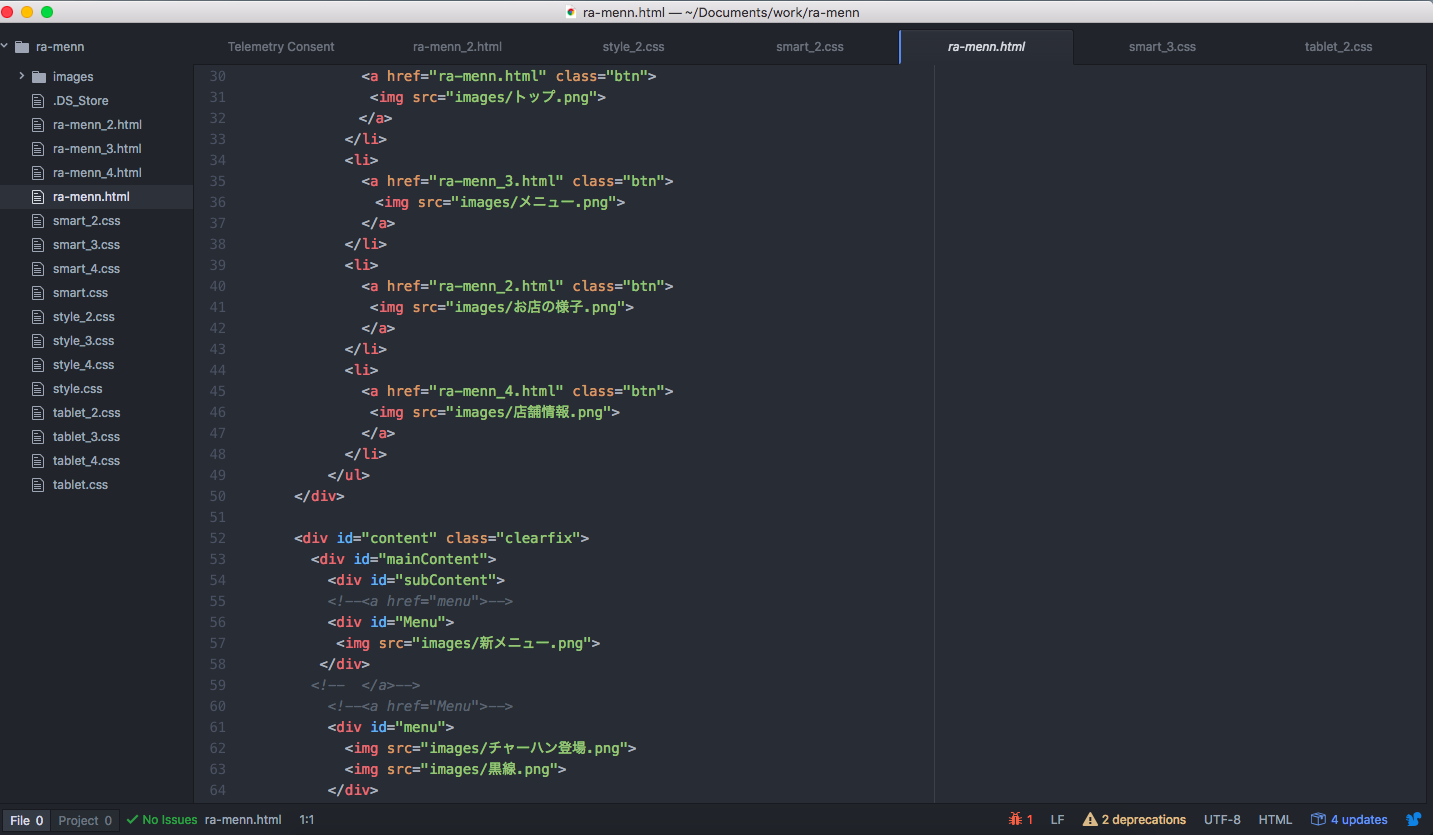 ra-menn.html — ~/Documents/work/ra-menn
ra-menn
images
.DS_Store
ra-menn_2.html
ra-menn_3.html
ra-menn_4.html
ra-menn.html
smart_2.css
smart_3.css
smart_4.css
smart.css
style_2.css
style_3.css
style_4.css
style.css
tablet_2.css
tablet_3.css
tablet_4.css
tablet.css
Telemetry Consent ra-menn_2.html style_2.css smart_2.css ra-menn.html smart_3.css tablet_2.css
30 <a href="ra-menn.html" class="btn">
31 <img src="images/トップ.png">
32 </a>
33 </li>
34 <li>
35 <a href="ra-menn_3.html" class="btn">
36 <img src="images/メニュー.png">
37 </a>
38 </li>
39 <li>
40 <a href="ra-menn_2.html" class="btn">
41 <img src="images/お店の様子.png">
42 </a>
43 </li>
44 <li>
45 <a href="ra-menn_4.html" class="btn">
46 <img src="images/店舗情報.png">
47 </a>
48 </li>
49 </ul>
50 </div>
51
52 <div id="content" class="clearfix">
53 <div id="mainContent">
54 <div id="subContent">
55 <!--<a href="menu">-->
56 <div id="Menu">
57 <img src="images/新メニュー.png">
58 </div>
59 <!-- </a>-->
60 <!--<a href="Menu">-->
61 <div id="menu">
62 <img src="images/チャーハン登場.png">
63 <img src="images/黒線.png">
64 </div>
File 0 Project 0 No Issues ra-menn.html 1:1 1 LF 2 deprecations UTF-8 HTML 4 updates